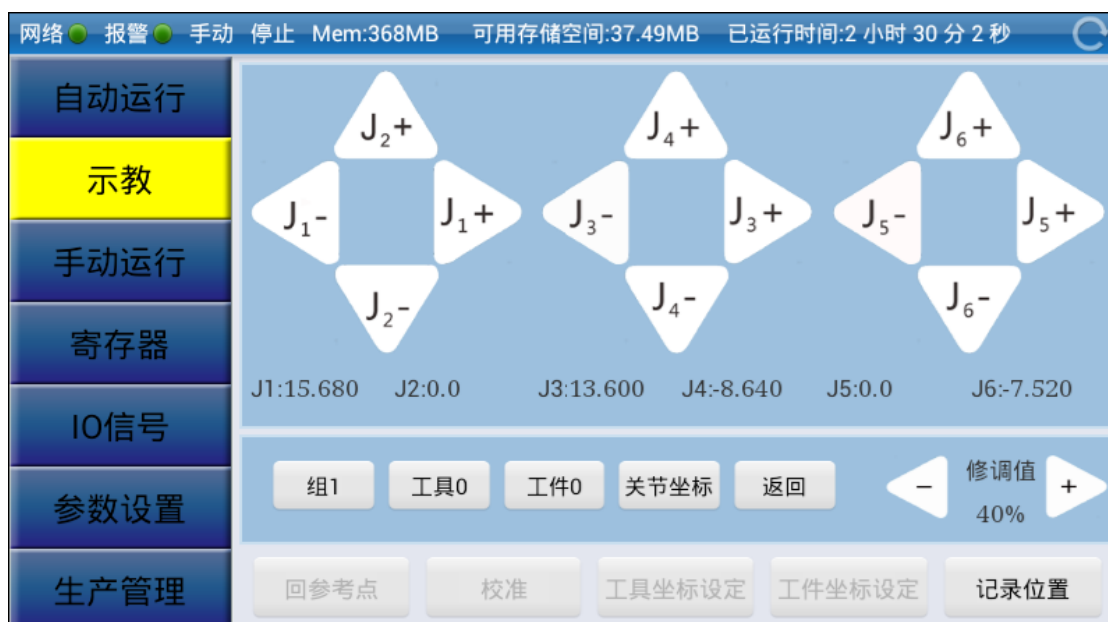 网络 报警 手动 停止 Mem:368MB 可用存储空间:37.49MB 已运行时间:2 小时 30 分 2 秒
自动运行
示教
手动运行
寄存器
IO信号
参数设置
生产管理
J2+ J4+ J6+
J1- J1+ J3- J3+ J5- J5+
J2- J4- J6-
J1:15.680 J2:0.0 J3:13.600 J4:-8.640 J5:0.0 J6:-7.520
组1 工具0 工件0 关节坐标 返回 - 修调值 +
40%
回参考点 校准 工具坐标设定 工件坐标设定 记录位置